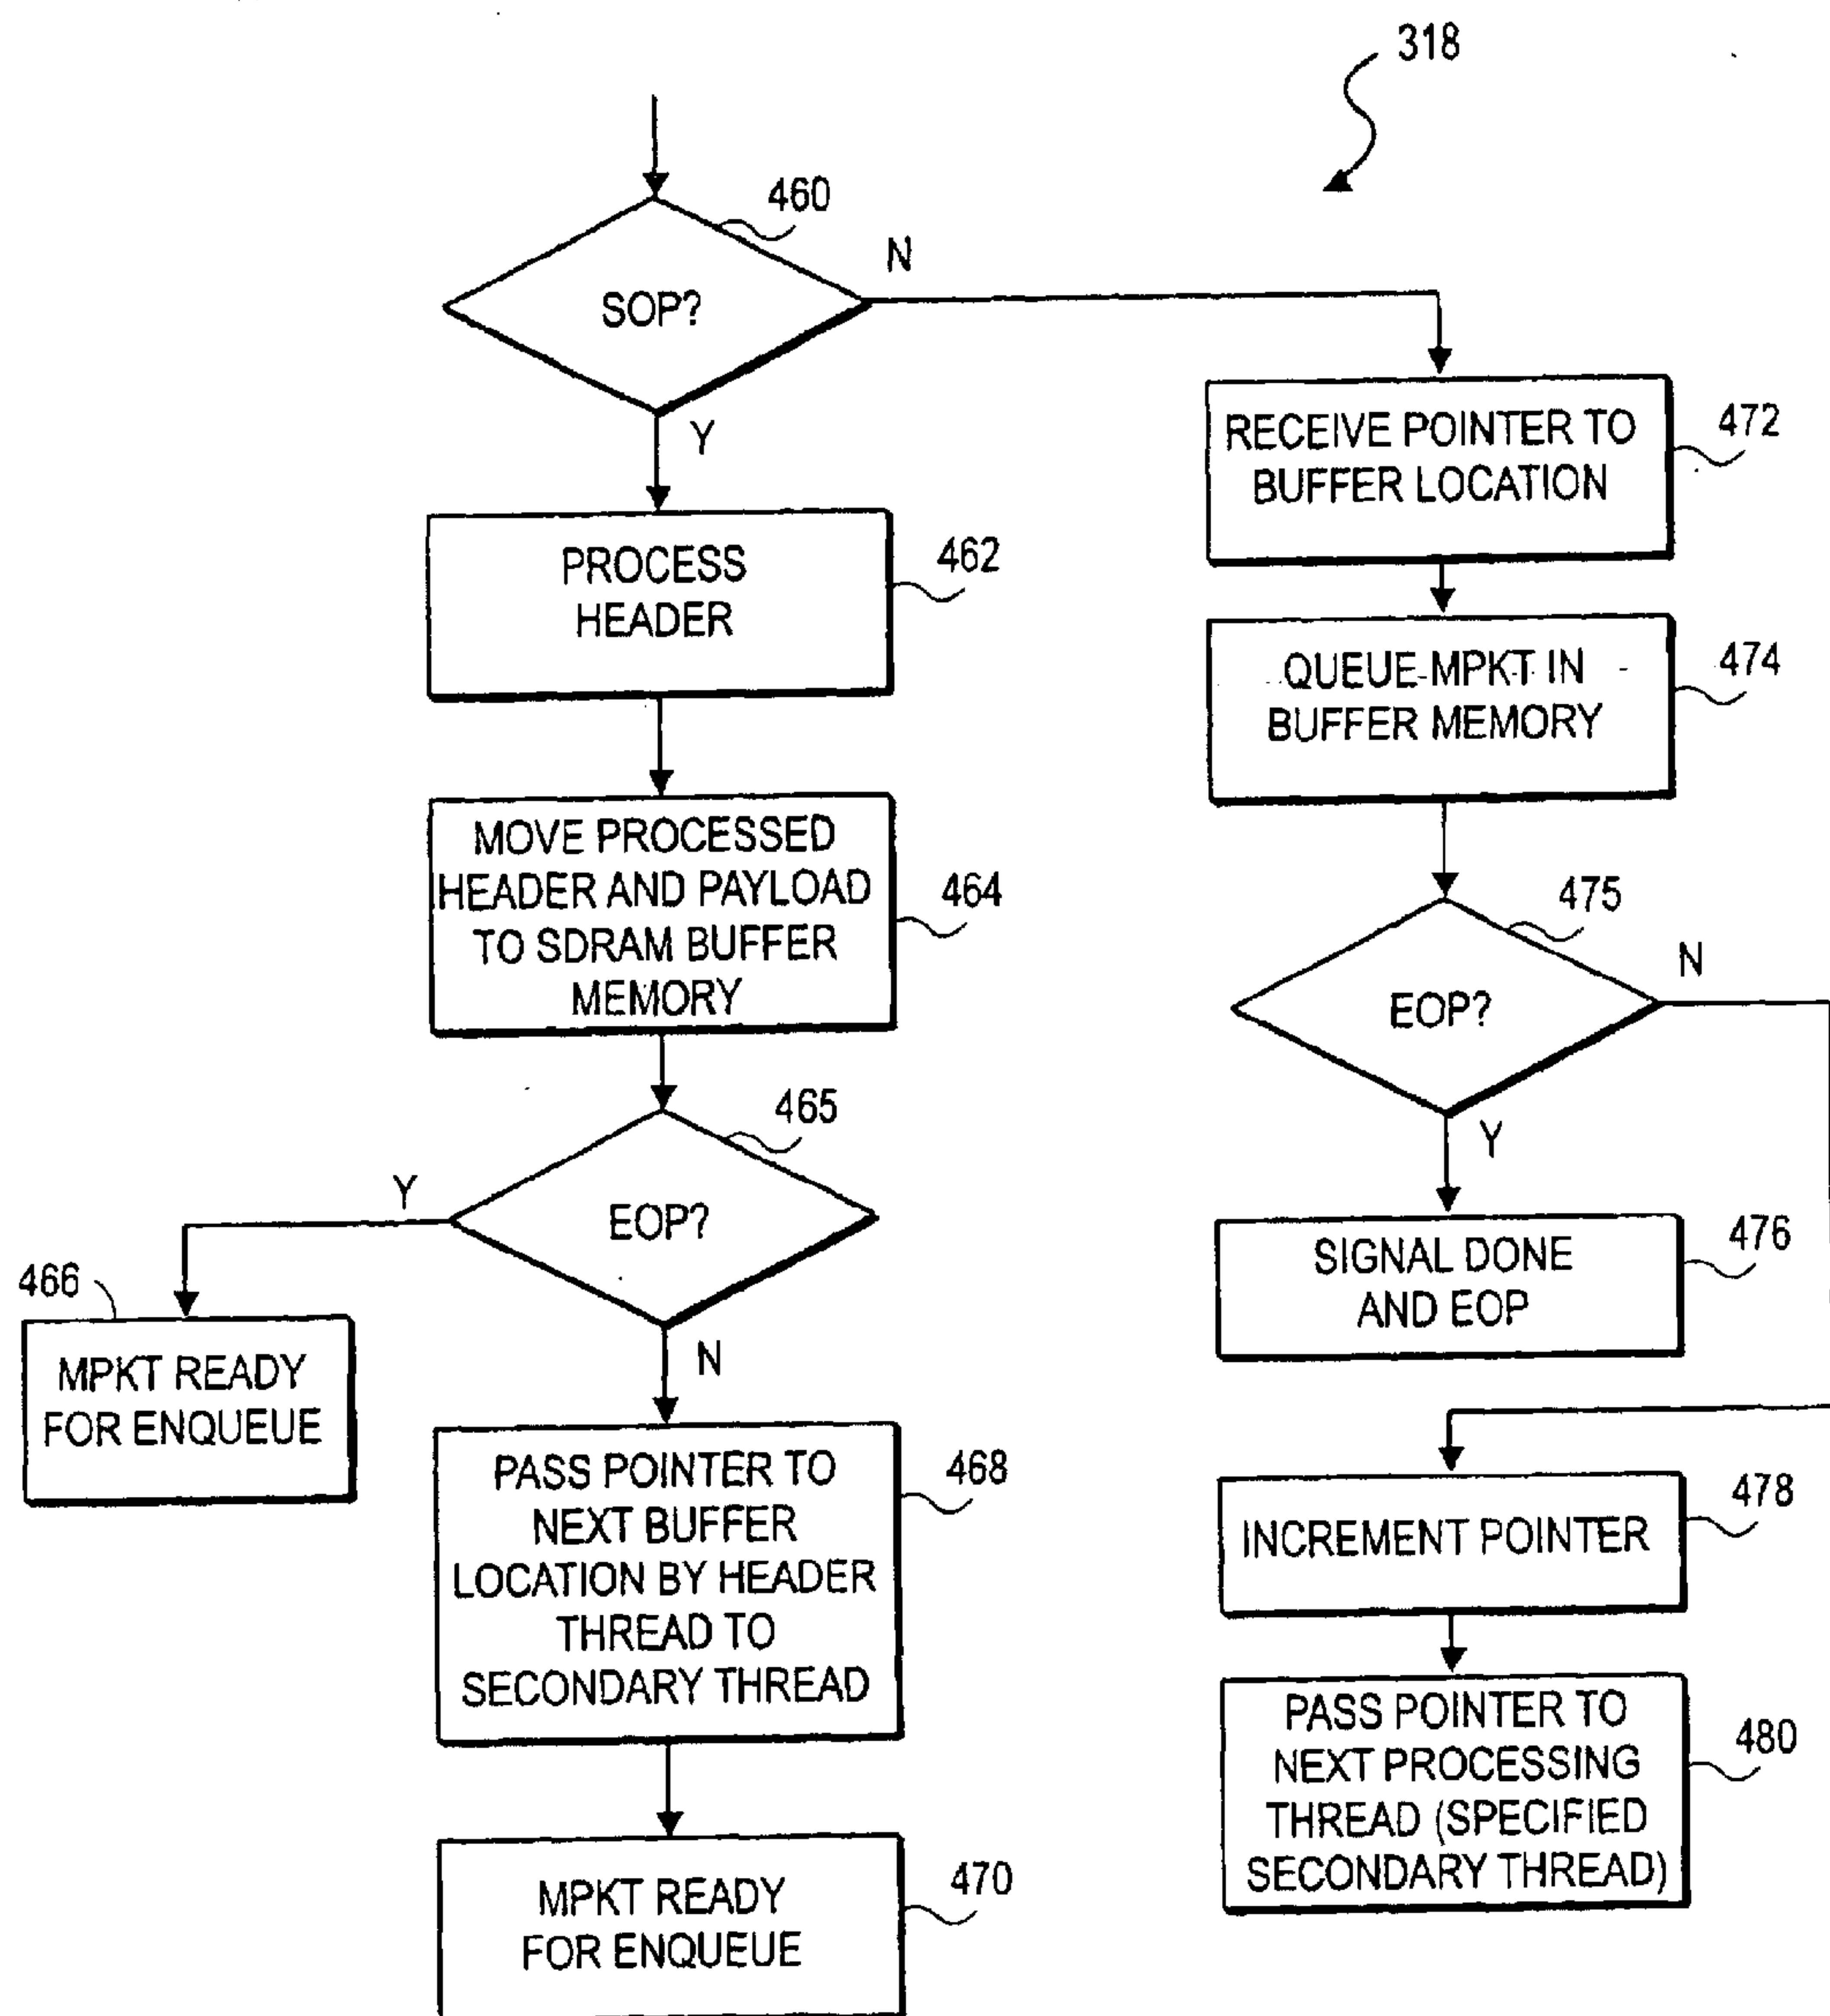 318
460
SOP?
N
Y
PROCESS
HEADER
462
MOVE PROCESSED
HEADER AND PAYLOAD
TO SDRAM BUFFER
MEMORY
464
465
EOP?
Y
N
466
MPKT READY
FOR ENQUEUE
PASS POINTER TO
NEXT BUFFER
LOCATION BY HEADER
THREAD TO
SECONDARY THREAD
468
MPKT READY
FOR ENQUEUE
470
RECEIVE POINTER TO
BUFFER LOCATION
472
QUEUE MPKT IN
BUFFER MEMORY
474
475
EOP?
N
Y
SIGNAL DONE
AND EOP
476
INCREMENT POINTER
478
PASS POINTER TO
NEXT PROCESSING
THREAD (SPECIFIED
SECONDARY THREAD)
480